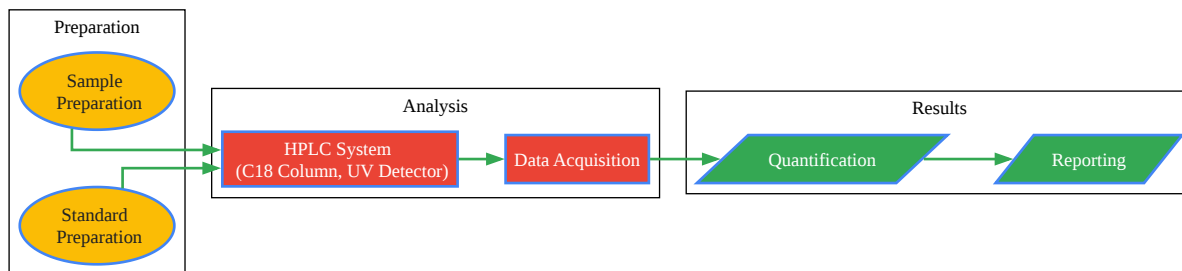 Preparation
Sample
Preparation
Standard
Preparation
Analysis
HPLC System
(C18 Column, UV Detector)
Data Acquisition
Results
Quantification
Reporting